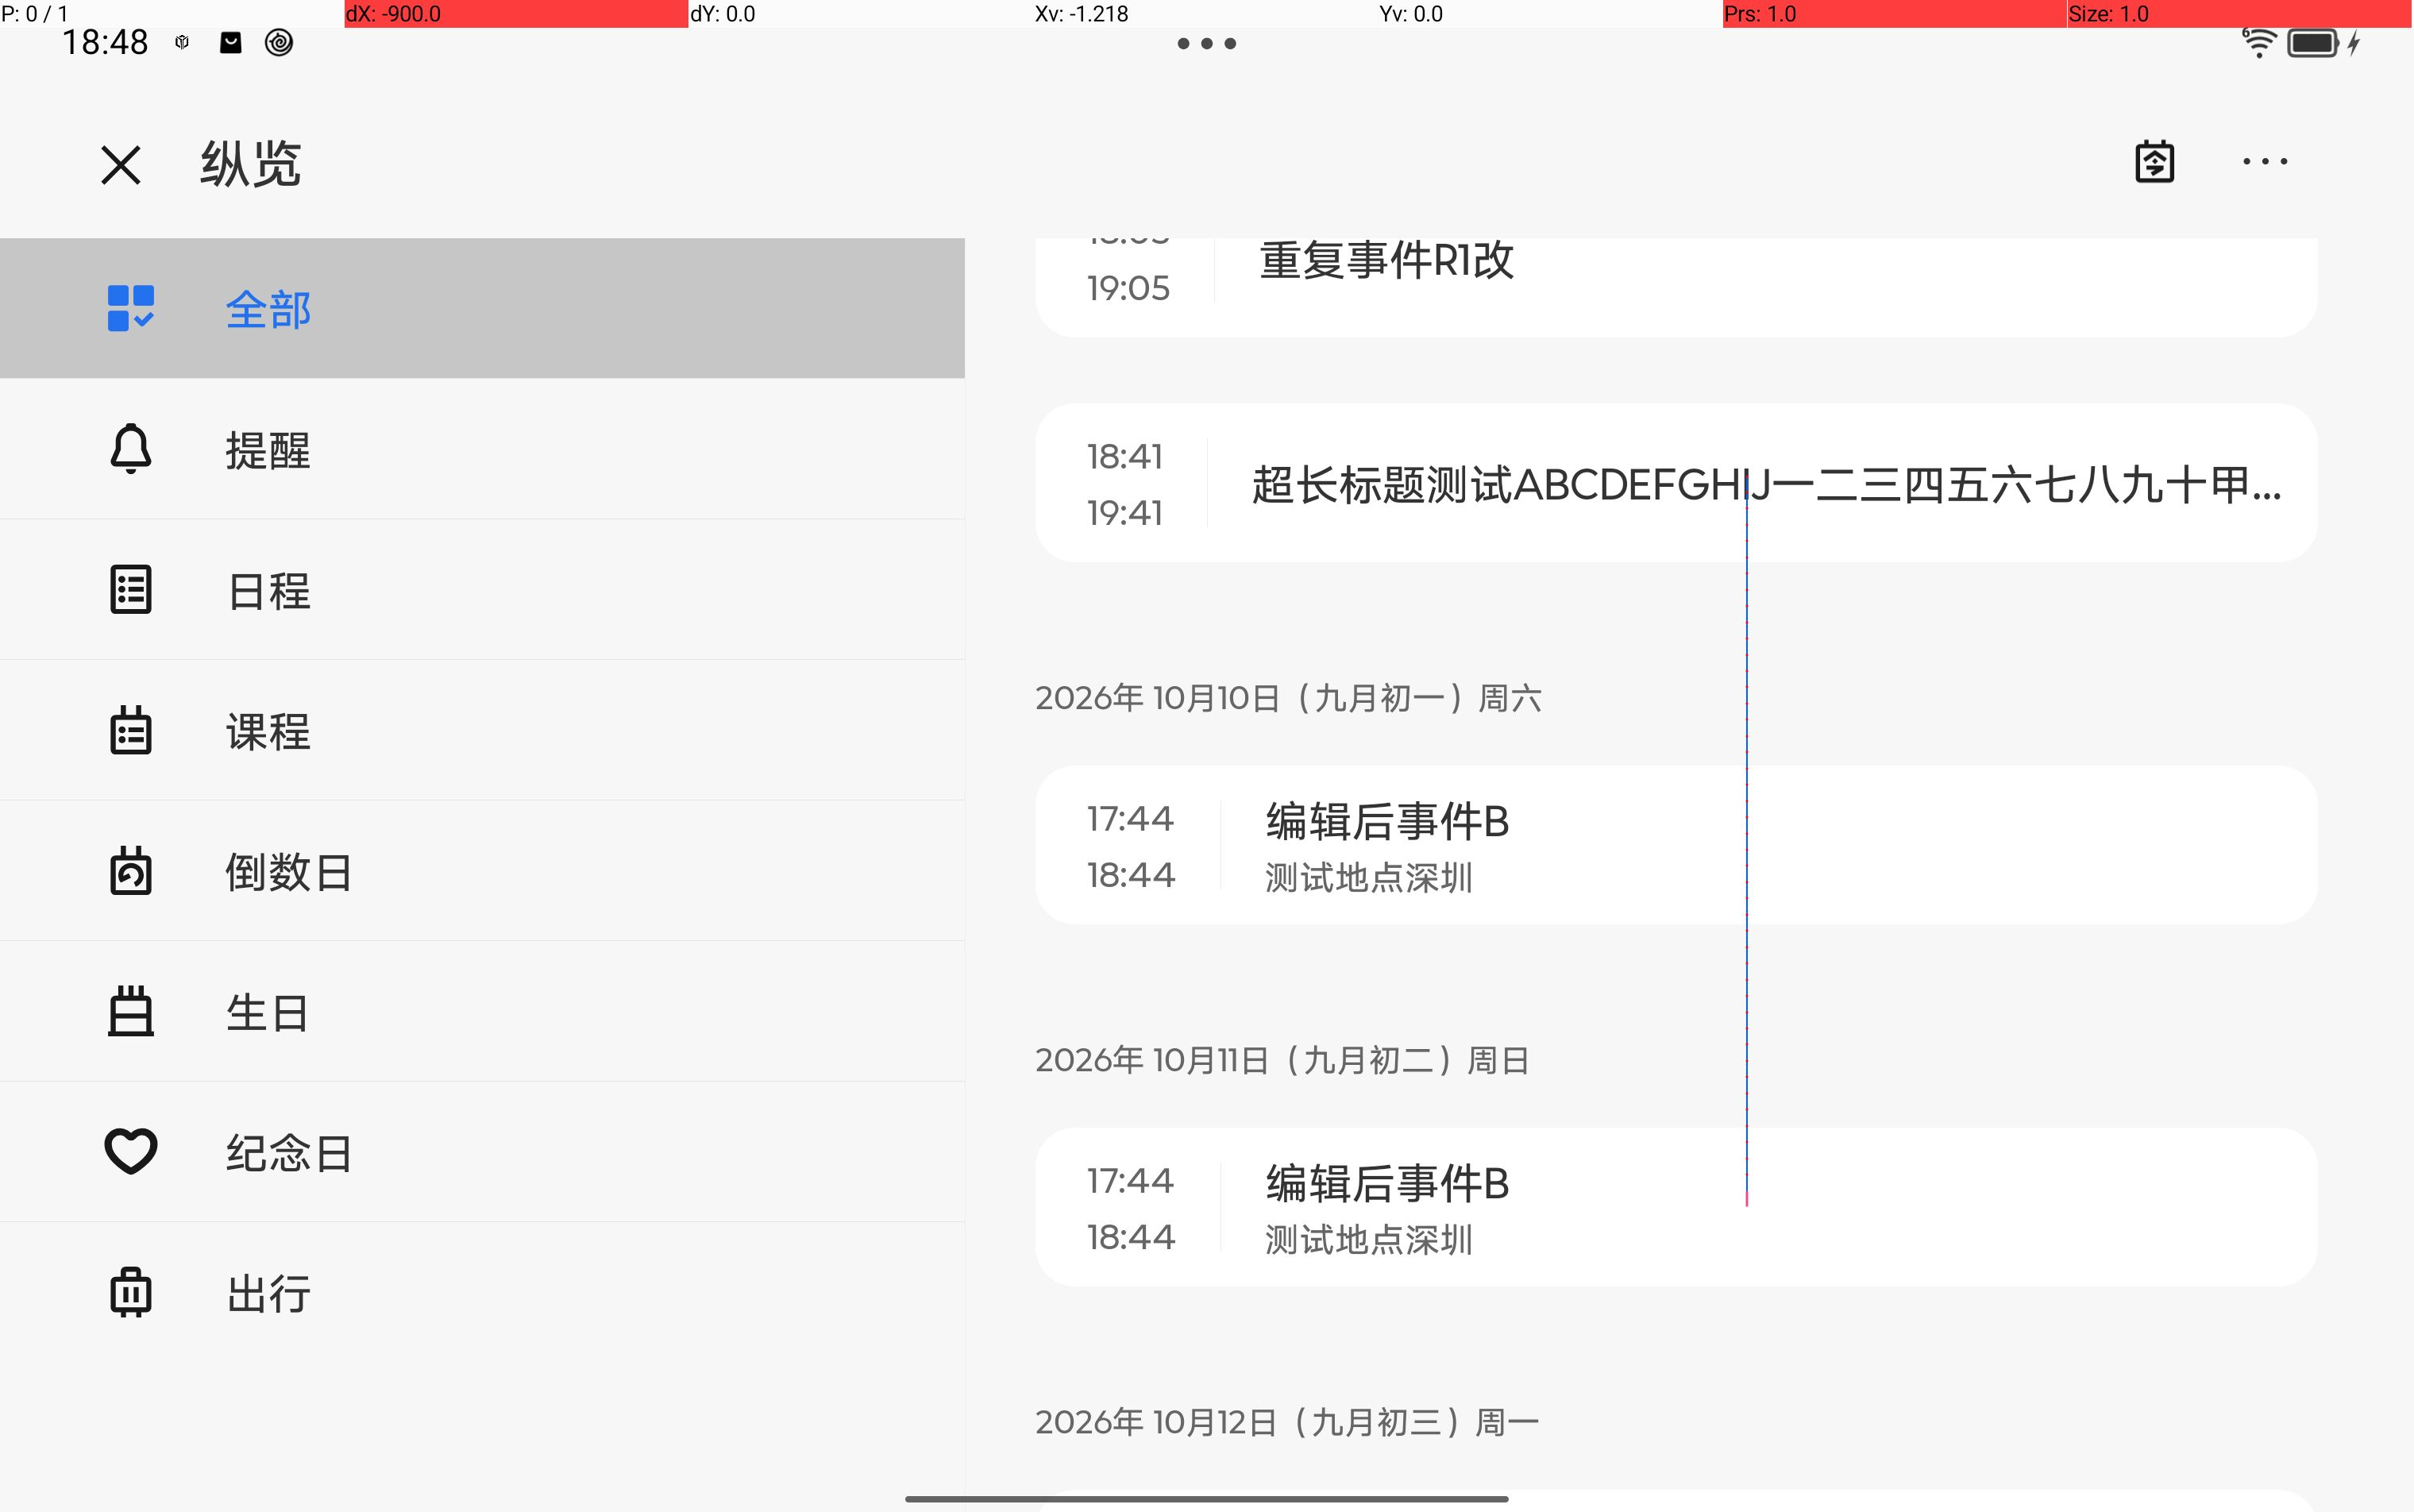 P: 0 / 1
dX: -900.0
dY: 0.0
Xv: -1.218
Yv: 0.0
Prs: 1.0
Size: 1.0
18:48
6
纵览
今
全部
提醒
日程
课程
倒数日
生日
纪念日
出行
19:05
重复事件R1改
18:41
19:41
超长标题测试ABCDEFGHIJ一二三四五六七八九十甲...
2026年 10月10日（九月初一）周六
17:44
18:44
编辑后事件B
测试地点深圳
2026年 10月11日（九月初二）周日
17:44
18:44
编辑后事件B
测试地点深圳
2026年 10月12日（九月初三）周一